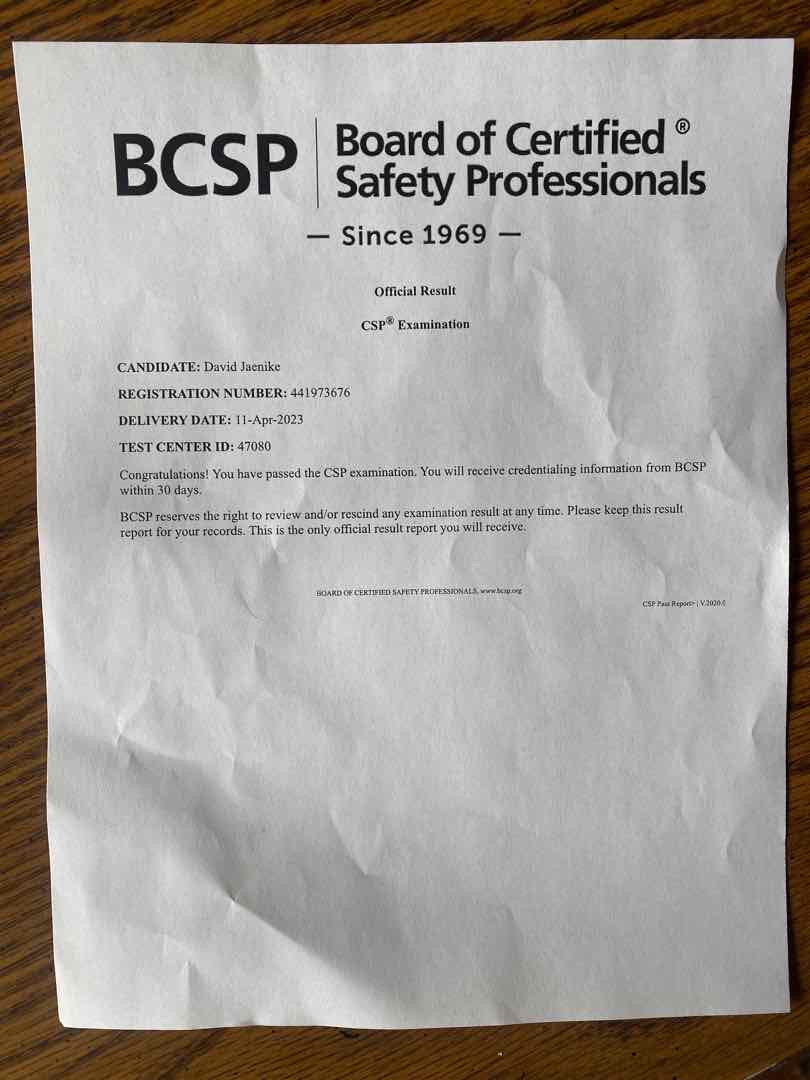 BCSP
Board of Certified ®
Safety Professionals
— Since 1969 —
Official Result
CSP® Examination
CANDIDATE: David Jaenike
REGISTRATION NUMBER: 441973676
DELIVERY DATE: 11-Apr-2023
TEST CENTER ID: 47080
Congratulations! You have passed the CSP examination. You will receive credentialing information from BCSP
within 30 days.
BCSP reserves the right to review and/or rescind any examination result at any time. Please keep this result
report for your records. This is the only official result report you will receive.
BOARD OF CERTIFIED SAFETY PROFESSIONALS, www.bcsp.org
CSP Pass Report> | V.2020.